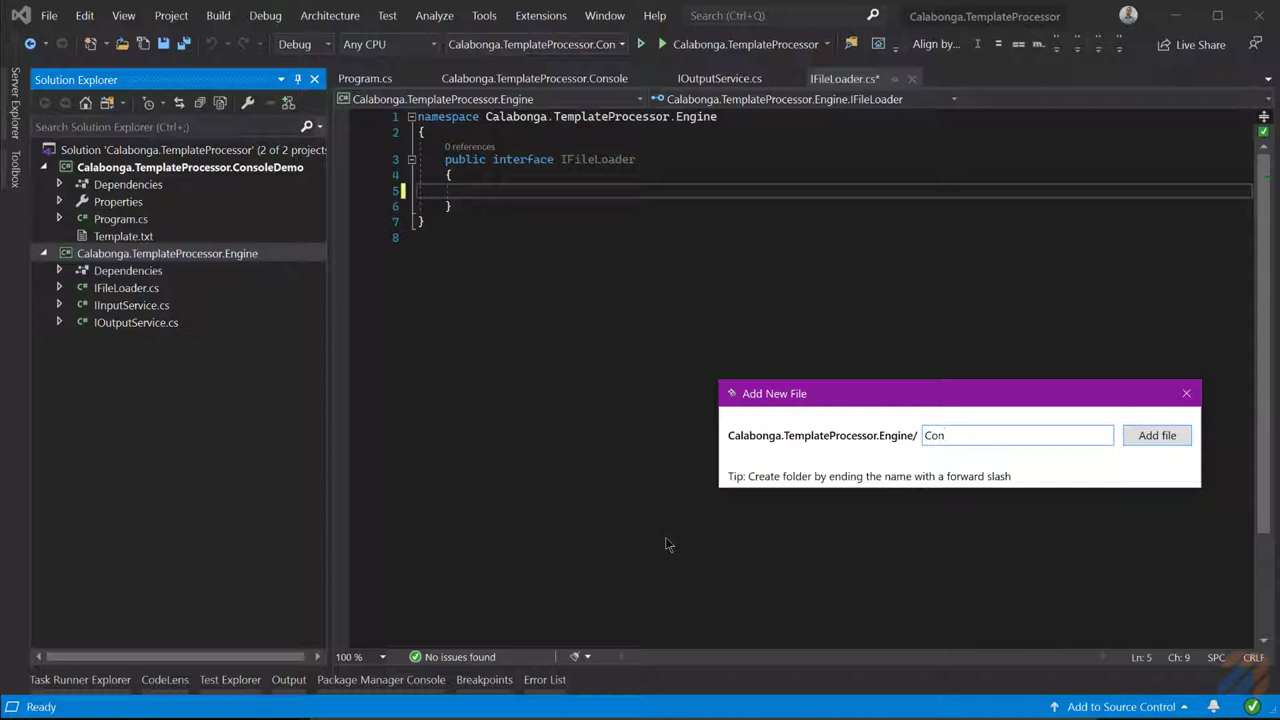 File Edit View Project Build Debug Architecture Test Analyze Tools Extensions Window Help Search (Ctrl+Q) Calabonga.TemplateProcessor
Debug Any CPU Calabonga.TemplateProcessor.Con Calabonga.TemplateProcessor Align by... Live Share
Server Explorer
Toolbox
Solution Explorer
Search Solution Explorer (Ctrl+;)
Solution 'Calabonga.TemplateProcessor' (2 of 2 projects
Calabonga.TemplateProcessor.ConsoleDemo
Dependencies
Properties
Program.cs
Template.txt
Calabonga.TemplateProcessor.Engine
Dependencies
IFileLoader.cs
IInputService.cs
IOutputService.cs
Program.cs Calabonga.TemplateProcessor.Console IOutputService.cs IFileLoader.cs*
Calabonga.TemplateProcessor.Engine Calabonga.TemplateProcessor.Engine.IFileLoader
1 namespace Calabonga.TemplateProcessor.Engine
2 {
0 references
3 public interface IFileLoader
4 {
5
6 }
7 }
8
Add New File
Calabonga.TemplateProcessor.Engine/ Con Add file
Tip: Create folder by ending the name with a forward slash
100 % No issues found Ln: 5 Ch: 9 SPC CRLF
Task Runner Explorer CodeLens Test Explorer Output Package Manager Console Breakpoints Error List
Ready Add to Source Control